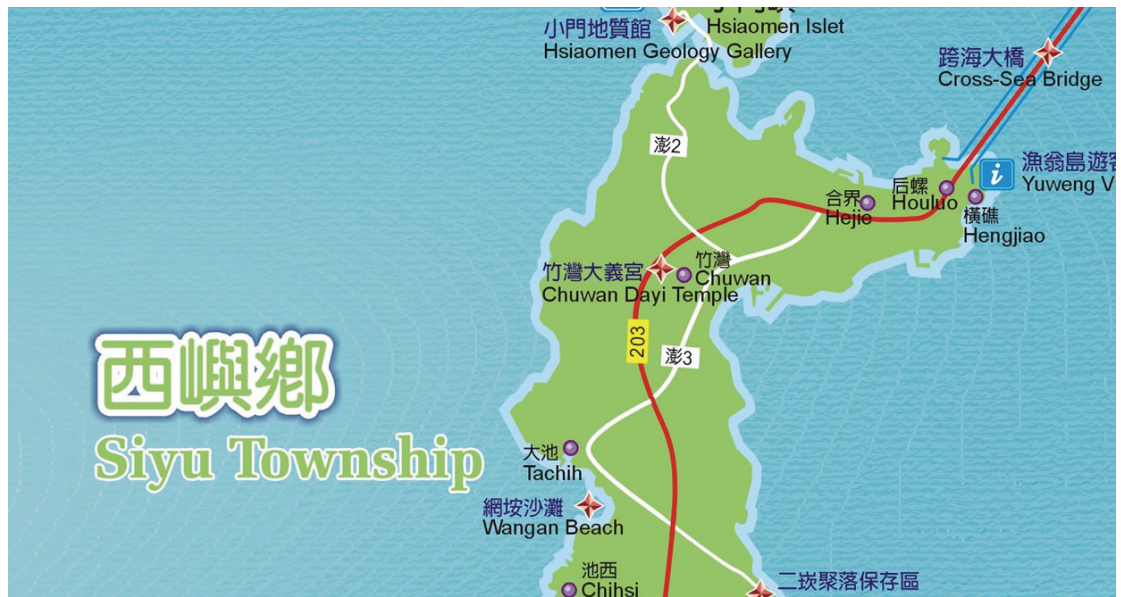 小門地質館
Hsiaomen Geology Gallery
Hsiaomen Islet
跨海大橋
Cross-Sea Bridge
澎2
漁翁島遊客
Yuweng V
i
合界
Hejie
后螺
Houluo
橫礁
Hengjiao
竹灣大義宮
Chuwan Dayi Temple
竹灣
Chuwan
203
澎3
西嶼鄉
Siyu Township
大池
Tachih
網垵沙灘
Wangan Beach
池西
Chihsi
二崁聚落保存區